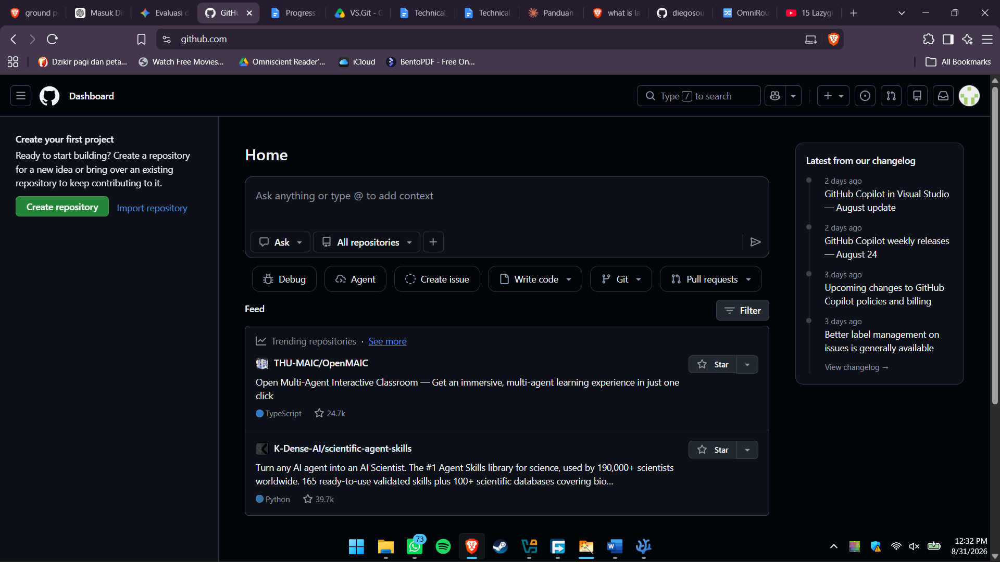 ground p
Masuk Di
Evaluasi d
GitHu
Progress
VS.Git - G
Technical
Technical
Panduan
what is la
diegosou
OmniRou
15 Lazygi
github.com
Dzikir pagi dan peta...
Watch Free Movies...
Omniscient Reader'...
iCloud
BentoPDF - Free On...
All Bookmarks
Dashboard
Type / to search
Create your first project
Ready to start building? Create a repository
for a new idea or bring over an existing
repository to keep contributing to it.
Create repository
Import repository
Home
Ask anything or type @ to add context
Ask
All repositories
Debug
Agent
Create issue
Write code
Git
Pull requests
Feed
Filter
Trending repositories · See more
THU-MAIC/OpenMAIC
Star
Open Multi-Agent Interactive Classroom — Get an immersive, multi-agent learning experience in just one
click
TypeScript
24.7k
K-Dense-AI/scientific-agent-skills
Star
Turn any AI agent into an AI Scientist. The #1 Agent Skills library for science, used by 190,000+ scientists
worldwide. 165 ready-to-use validated skills plus 100+ scientific databases covering bio...
Python
39.7k
Latest from our changelog
2 days ago
GitHub Copilot in Visual Studio
— August update
2 days ago
GitHub Copilot weekly releases
— August 24
3 days ago
Upcoming changes to GitHub
Copilot policies and billing
3 days ago
Better label management on
issues is generally available
View changelog →
73
12:32 PM
8/31/2026